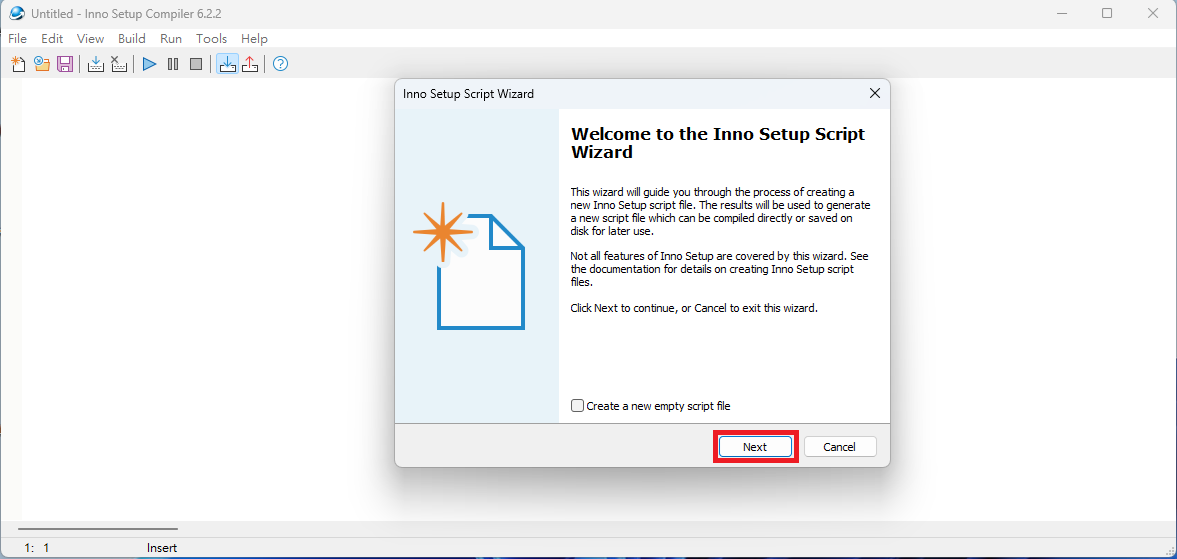 Untitled - Inno Setup Compiler 6.2.2
File Edit View Build Run Tools Help
Inno Setup Script Wizard
Welcome to the Inno Setup Script
Wizard
This wizard will guide you through the process of creating a
new Inno Setup script file. The results will be used to generate
a new script file which can be compiled directly or saved on
disk for later use.
Not all features of Inno Setup are covered by this wizard. See
the documentation for details on creating Inno Setup script
files.
Click Next to continue, or Cancel to exit this wizard.
Create a new empty script file
Next Cancel
1: 1 Insert